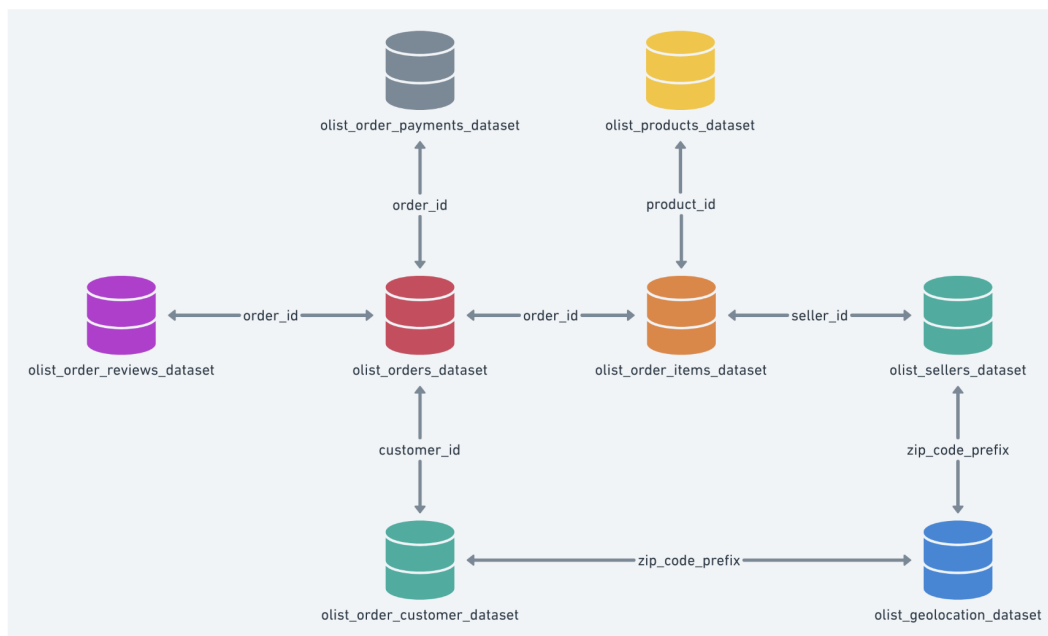 olist_order_payments_dataset
olist_products_dataset
order_id
product_id
order_id
order_id
seller_id
olist_order_reviews_dataset
olist_orders_dataset
olist_order_items_dataset
olist_sellers_dataset
customer_id
zip_code_prefix
zip_code_prefix
olist_order_customer_dataset
olist_geolocation_dataset